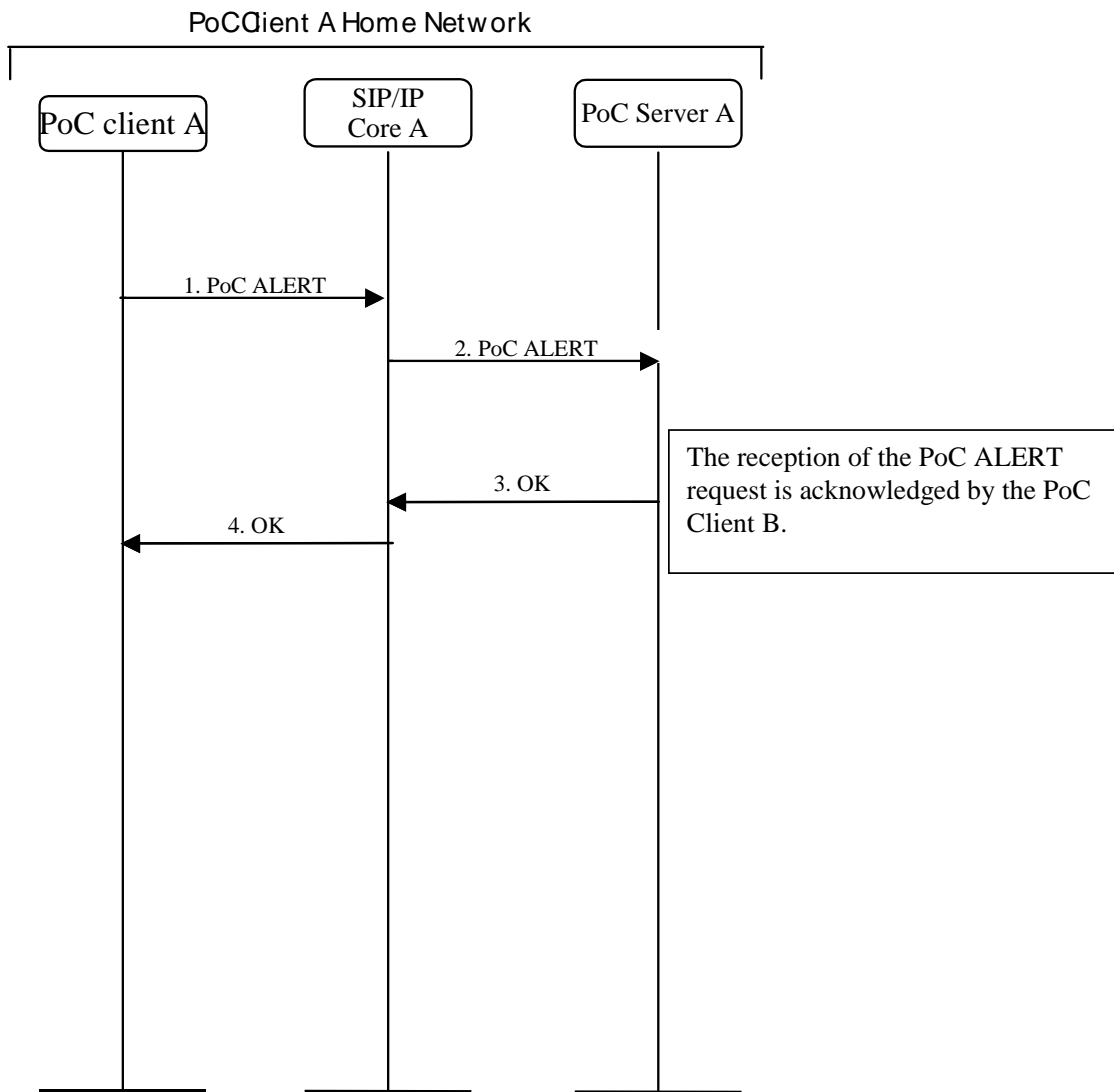 PoCClient A Home Network
PoC client A
SIP/IP
Core A
PoC Server A
1. PoC ALERT
2. PoC ALERT
The reception of the PoC ALERT
request is acknowledged by the PoC
Client B.
3. OK
4. OK